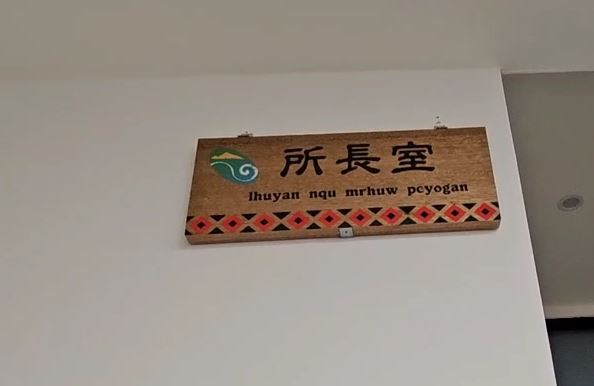 所長室
lhuyan nqu mrhuw pcyogan